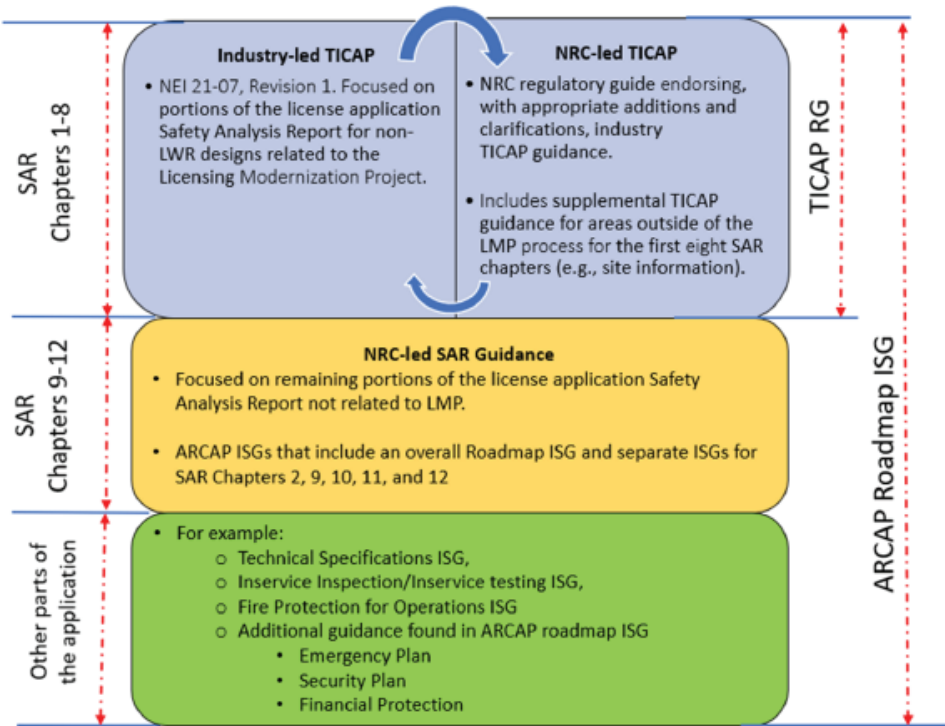 SAR
Chapters 1-8
Industry-led TICAP
• NEI 21-07, Revision 1. Focused on
portions of the license application
Safety Analysis Report for non-
LWR designs related to the
Licensing Modernization Project.
NRC-led TICAP
• NRC regulatory guide endorsing,
with appropriate additions and
clarifications, industry
TICAP guidance.
• Includes supplemental TICAP
guidance for areas outside of the
LMP process for the first eight SAR
chapters (e.g., site information).
TICAP RG
ARCAP Roadmap ISG
SAR
Chapters 9-12
NRC-led SAR Guidance
• Focused on remaining portions of the license application Safety
Analysis Report not related to LMP.
• ARCAP ISGs that include an overall Roadmap ISG and separate ISGs for
SAR Chapters 2, 9, 10, 11, and 12
Other parts of
the application
• For example:
o Technical Specifications ISG,
o Inservice Inspection/Inservice testing ISG,
o Fire Protection for Operations ISG
o Additional guidance found in ARCAP roadmap ISG
• Emergency Plan
• Security Plan
• Financial Protection